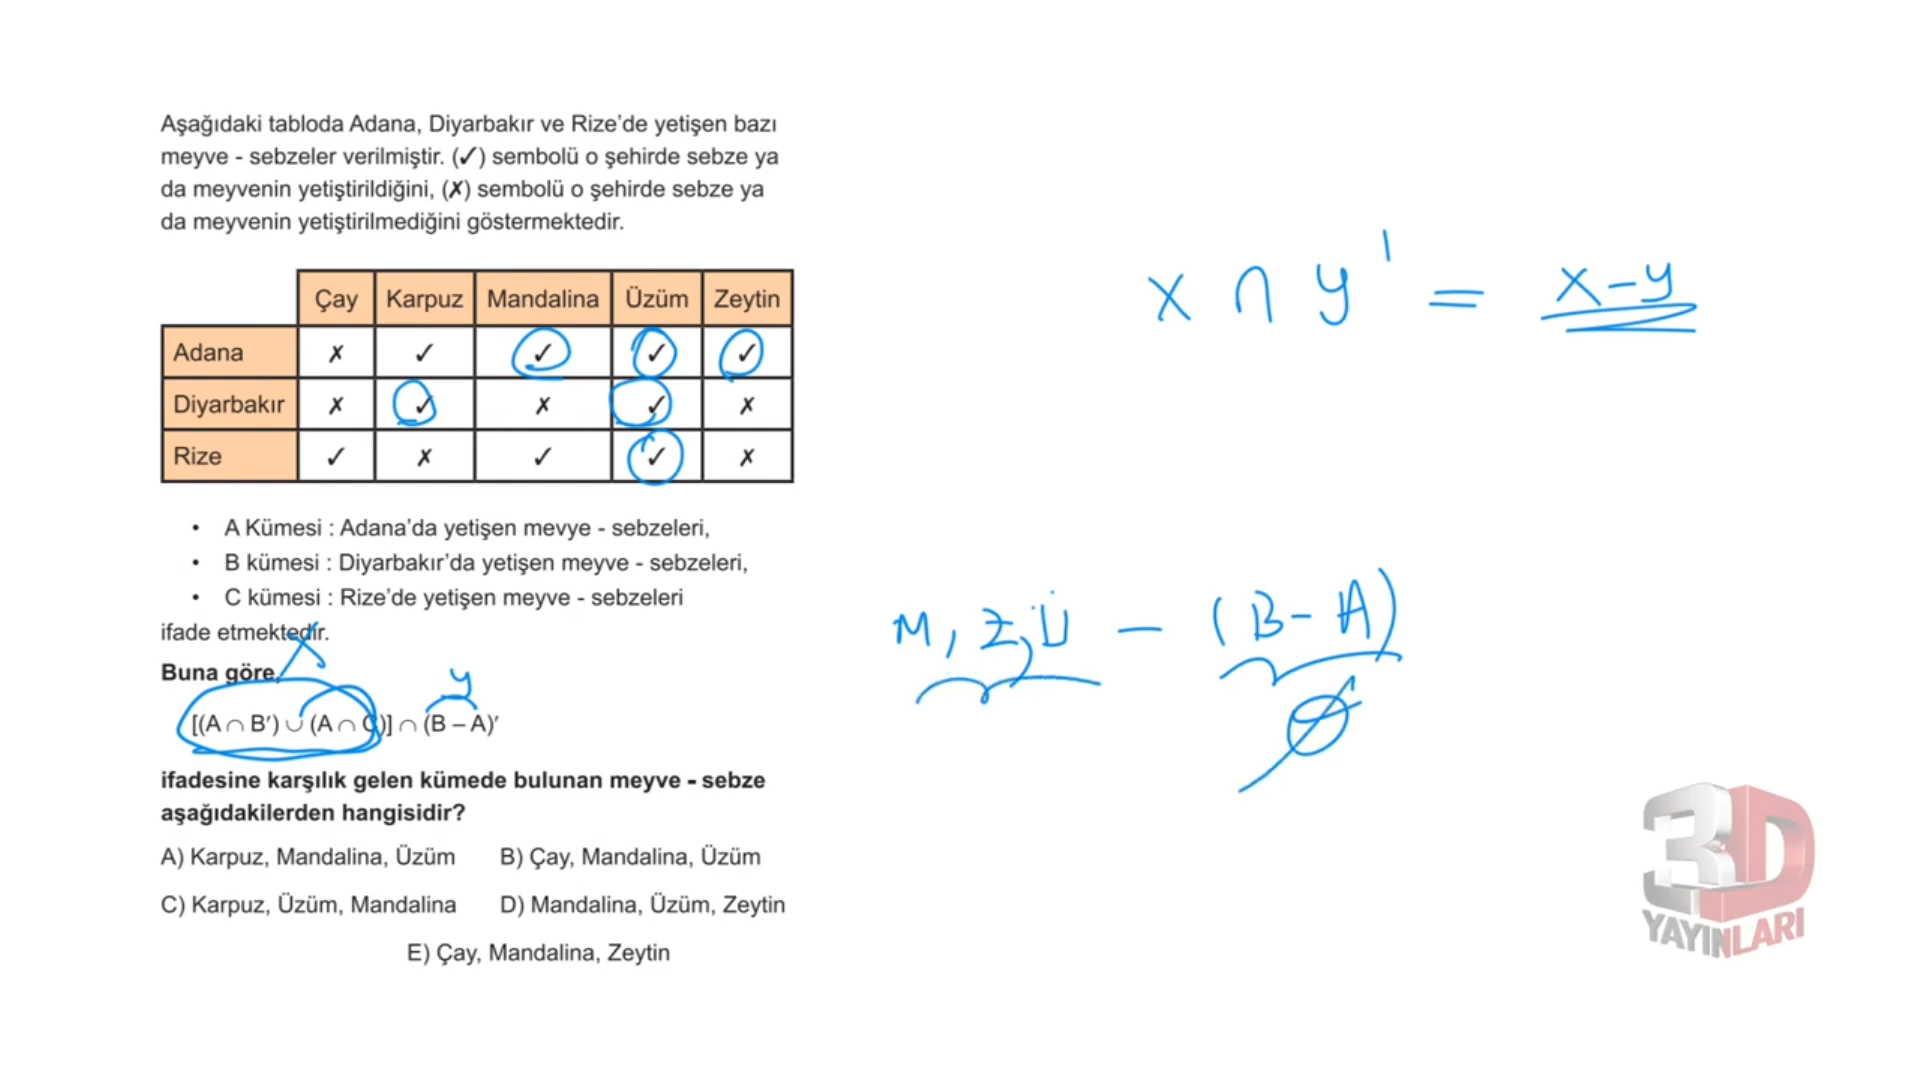 Aşağıdaki tabloda Adana, Diyarbakır ve Rize'de yetişen bazı
meyve - sebzeler verilmiştir. (✓) sembolü o şehirde sebze ya
da meyvenin yetiştirildiğini, (✗) sembolü o şehirde sebze ya
da meyvenin yetiştirilmediğini göstermektedir.
Çay Karpuz Mandalina Üzüm Zeytin
Adana ✗ ✓ ✓ ✓ ✓
Diyarbakır ✗ ✓ ✗ ✓ ✗
Rize ✓ ✗ ✓ ✓ ✗
• A Kümesi : Adana'da yetişen mevye - sebzeleri,
• B kümesi : Diyarbakır'da yetişen meyve - sebzeleri,
• C kümesi : Rize'de yetişen meyve - sebzeleri
ifade etmektedir.
Buna göre,
x
y
[(A ∩ B′) ∪ (A ∩ C)] ∩ (B – A)′
ifadesine karşılık gelen kümede bulunan meyve - sebze
aşağıdakilerden hangisidir?
A) Karpuz, Mandalina, Üzüm B) Çay, Mandalina, Üzüm
C) Karpuz, Üzüm, Mandalina D) Mandalina, Üzüm, Zeytin
E) Çay, Mandalina, Zeytin
x ∩ y' = x - y
M, Z, Ü - (B - A)
∅
3D
YAYINLARI